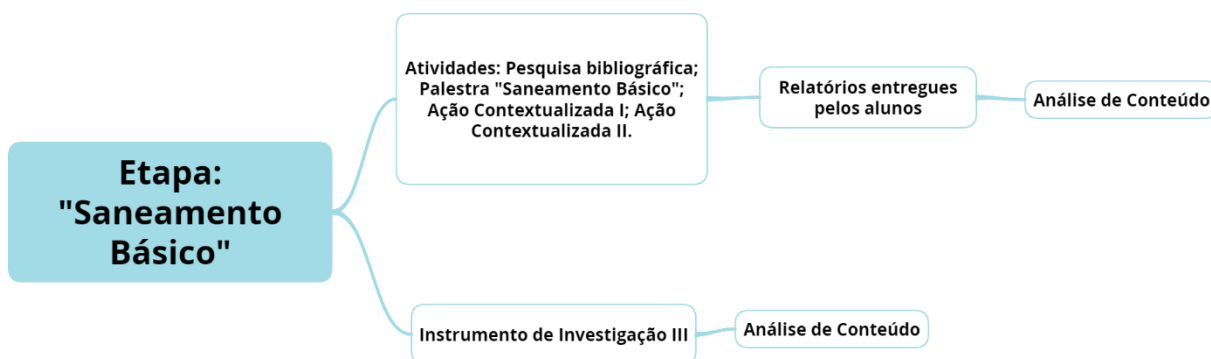 Etapa:
"Saneamento
Básico"
Atividades: Pesquisa bibliográfica;
Palestra "Saneamento Básico";
Ação Contextualizada I; Ação
Contextualizada II.
Relatórios entregues
pelos alunos
Análise de Conteúdo
Instrumento de Investigação III
Análise de Conteúdo